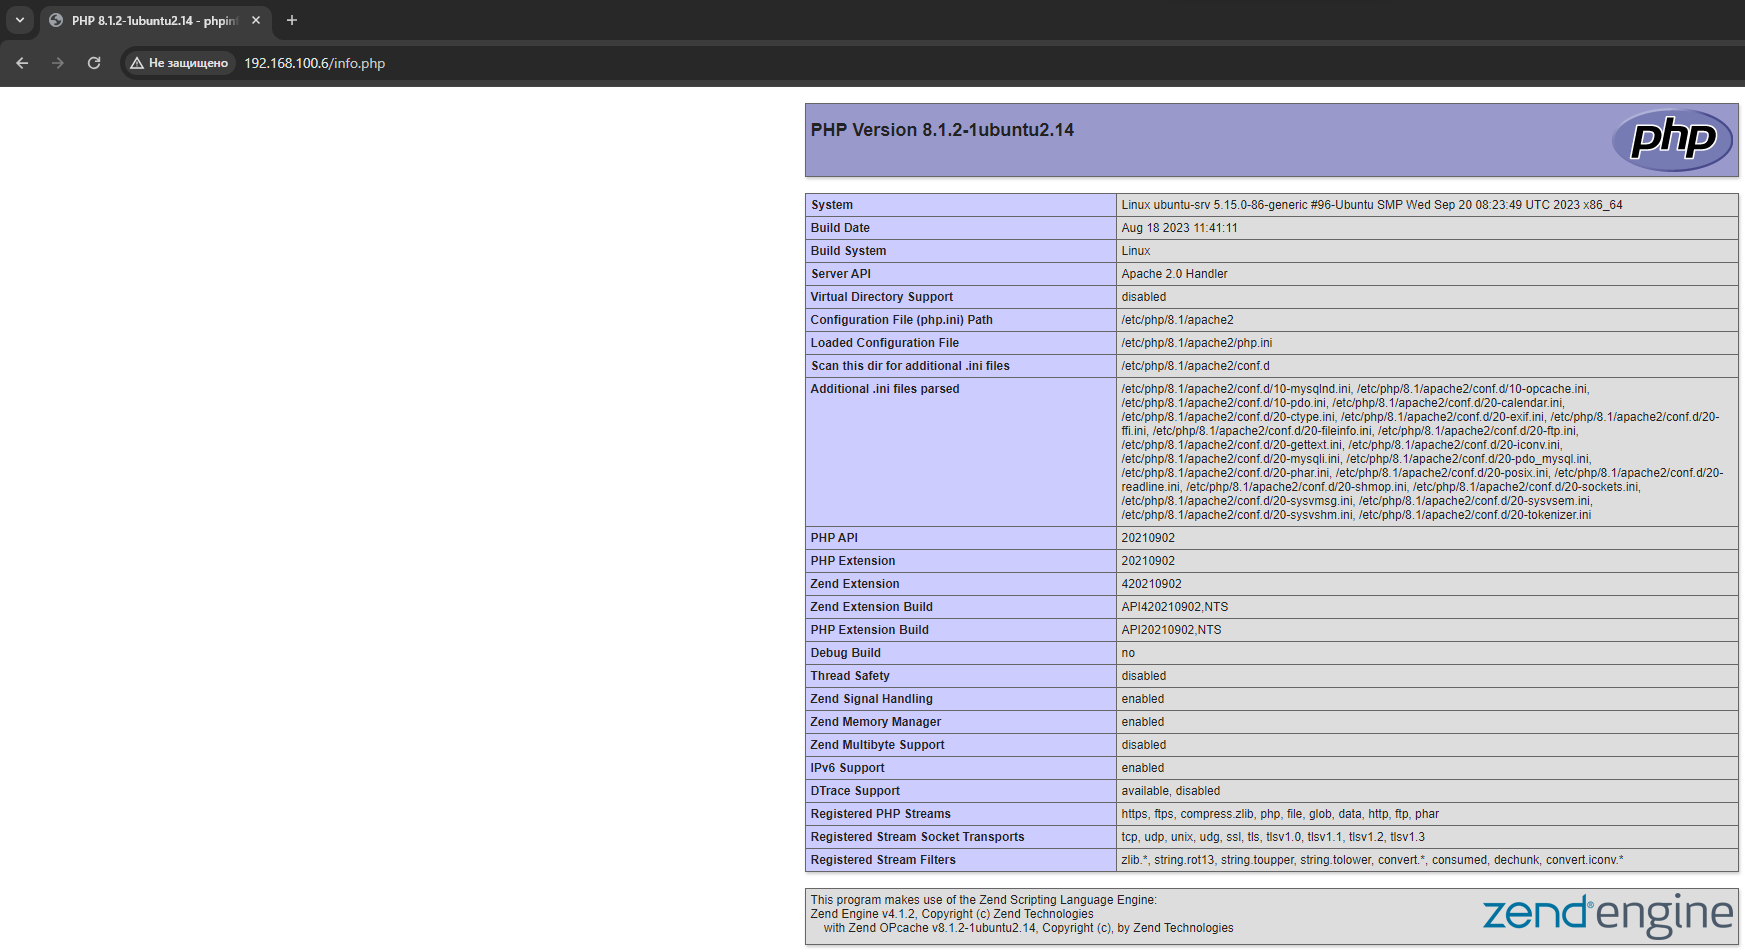 PHP 8.1.2-1ubuntu2.14 - phpinf
Не защищено 192.168.100.6/info.php
PHP Version 8.1.2-1ubuntu2.14
php
System Linux ubuntu-srv 5.15.0-86-generic #96-Ubuntu SMP Wed Sep 20 08:23:49 UTC 2023 x86_64
Build Date Aug 18 2023 11:41:11
Build System Linux
Server API Apache 2.0 Handler
Virtual Directory Support disabled
Configuration File (php.ini) Path /etc/php/8.1/apache2
Loaded Configuration File /etc/php/8.1/apache2/php.ini
Scan this dir for additional .ini files /etc/php/8.1/apache2/conf.d
Additional .ini files parsed /etc/php/8.1/apache2/conf.d/10-mysqlnd.ini, /etc/php/8.1/apache2/conf.d/10-opcache.ini,
/etc/php/8.1/apache2/conf.d/10-pdo.ini, /etc/php/8.1/apache2/conf.d/20-calendar.ini,
/etc/php/8.1/apache2/conf.d/20-ctype.ini, /etc/php/8.1/apache2/conf.d/20-exif.ini, /etc/php/8.1/apache2/conf.d/20-
ffi.ini, /etc/php/8.1/apache2/conf.d/20-fileinfo.ini, /etc/php/8.1/apache2/conf.d/20-ftp.ini,
/etc/php/8.1/apache2/conf.d/20-gettext.ini, /etc/php/8.1/apache2/conf.d/20-iconv.ini,
/etc/php/8.1/apache2/conf.d/20-mysqli.ini, /etc/php/8.1/apache2/conf.d/20-pdo_mysql.ini,
/etc/php/8.1/apache2/conf.d/20-phar.ini, /etc/php/8.1/apache2/conf.d/20-posix.ini, /etc/php/8.1/apache2/conf.d/20-
readline.ini, /etc/php/8.1/apache2/conf.d/20-shmop.ini, /etc/php/8.1/apache2/conf.d/20-sockets.ini,
/etc/php/8.1/apache2/conf.d/20-sysvmsg.ini, /etc/php/8.1/apache2/conf.d/20-sysvsem.ini,
/etc/php/8.1/apache2/conf.d/20-sysvshm.ini, /etc/php/8.1/apache2/conf.d/20-tokenizer.ini
PHP API 20210902
PHP Extension 20210902
Zend Extension 420210902
Zend Extension Build API420210902,NTS
PHP Extension Build API20210902,NTS
Debug Build no
Thread Safety disabled
Zend Signal Handling enabled
Zend Memory Manager enabled
Zend Multibyte Support disabled
IPv6 Support enabled
DTrace Support available, disabled
Registered PHP Streams https, ftps, compress.zlib, php, file, glob, data, http, ftp, phar
Registered Stream Socket Transports tcp, udp, unix, udg, ssl, tls, tlsv1.0, tlsv1.1, tlsv1.2, tlsv1.3
Registered Stream Filters zlib.*, string.rot13, string.toupper, string.tolower, convert.*, consumed, dechunk, convert.iconv.*
This program makes use of the Zend Scripting Language Engine:
Zend Engine v4.1.2, Copyright (c) Zend Technologies
with Zend OPcache v8.1.2-1ubuntu2.14, Copyright (c), by Zend Technologies
zend® engine